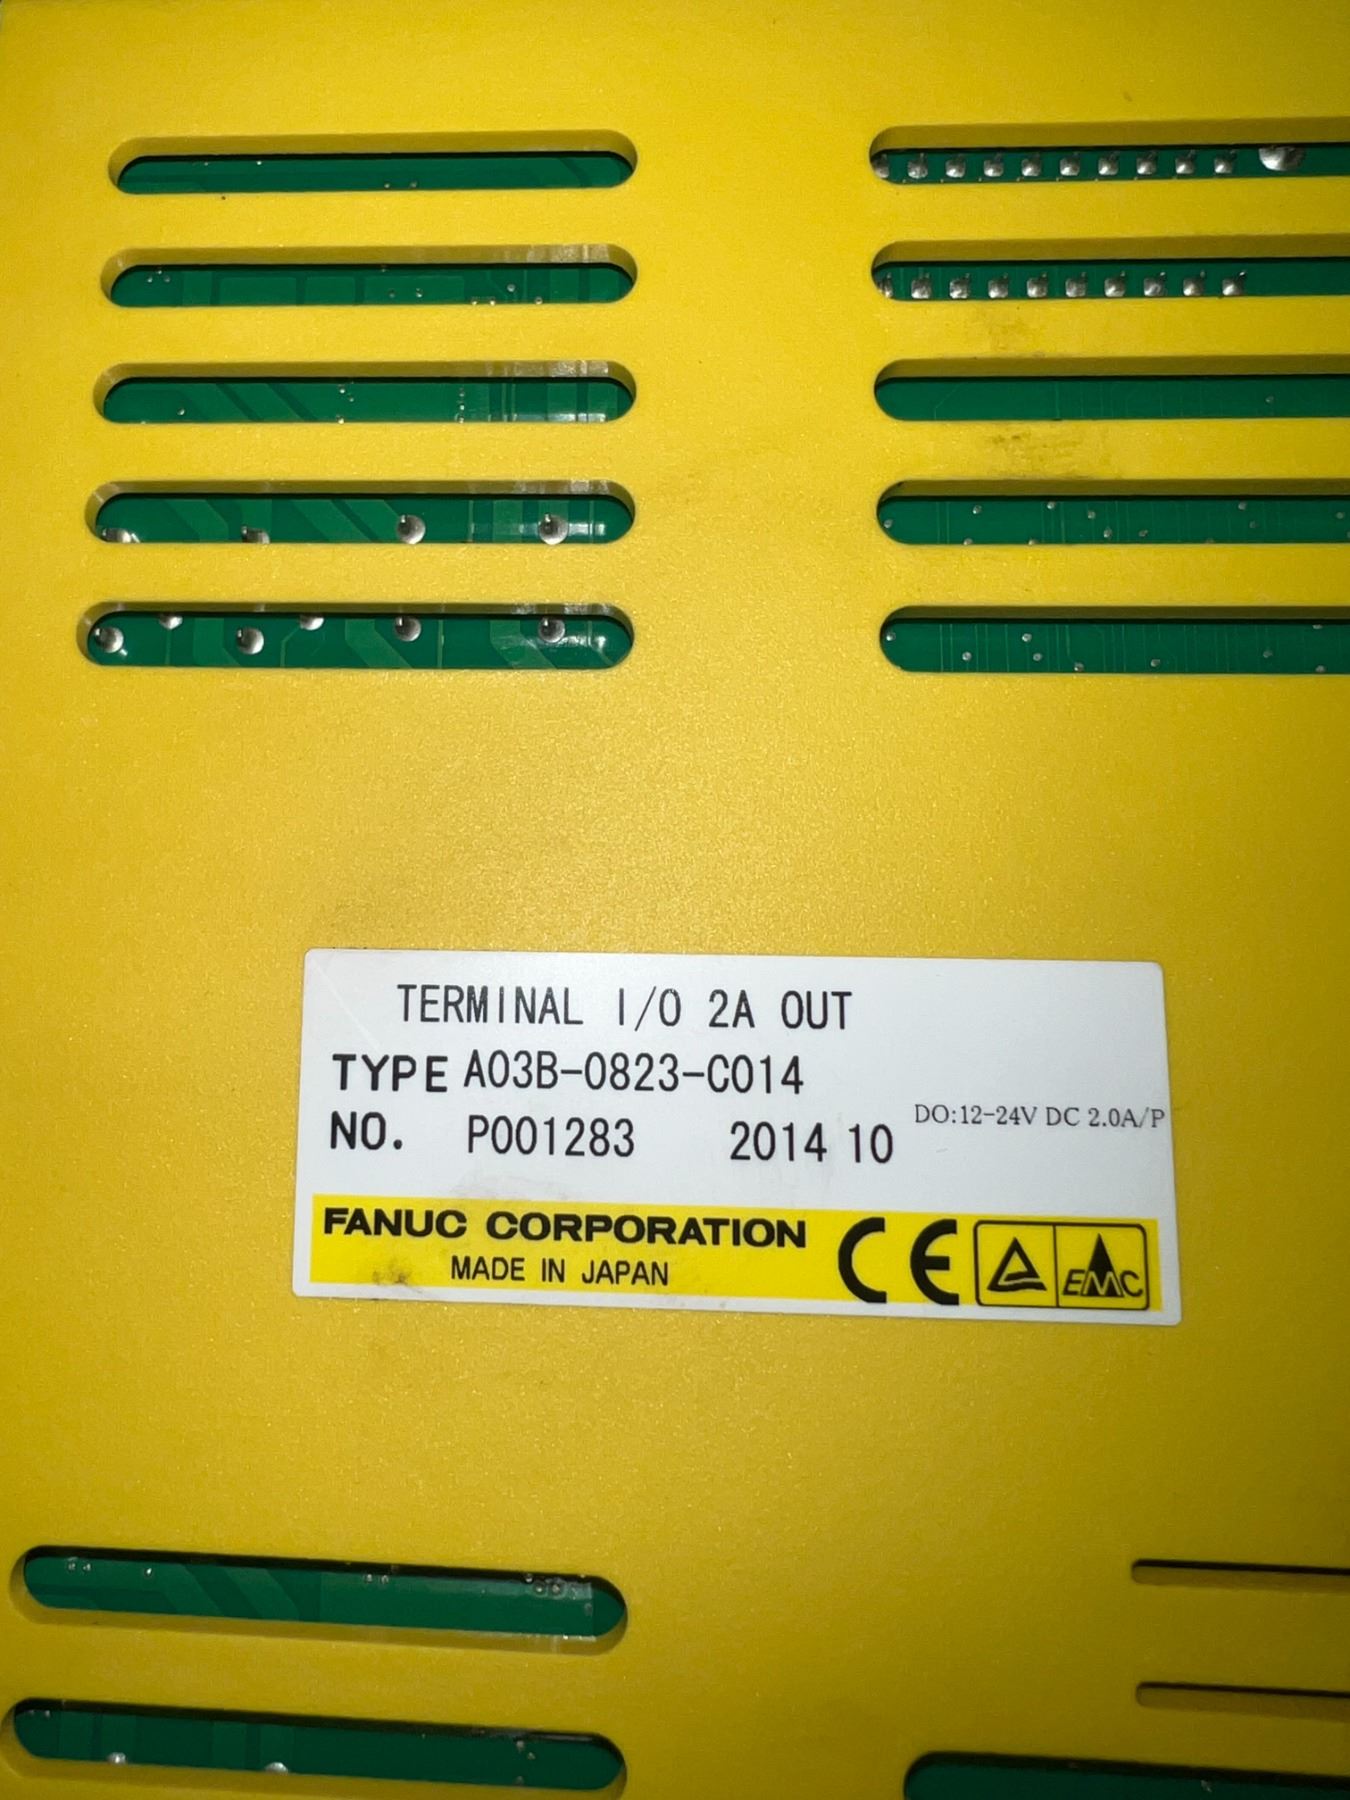 TERMINAL I/O 2A OUT
TYPE A03B-0823-C014
NO. P001283 2014 10 DO:12-24V DC 2.0A/P
FANUC CORPORATION
MADE IN JAPAN
CE EMC